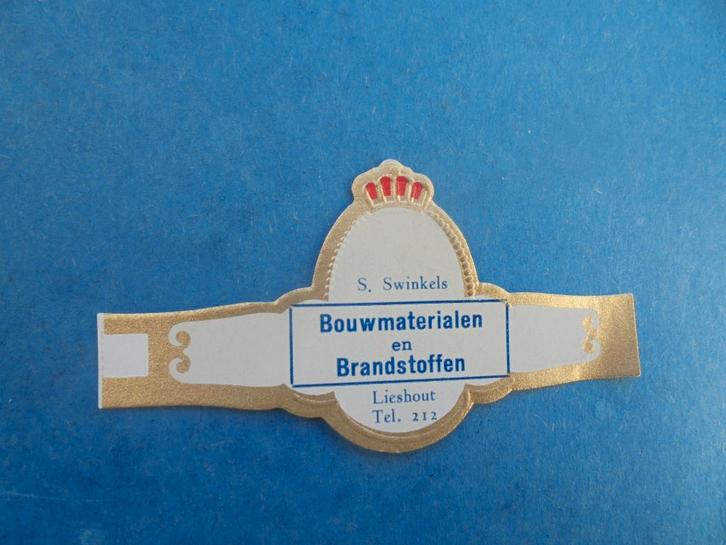 S. Swinkels
Bouwmaterialen
en
Brandstoffen
Lieshout
Tel. 212